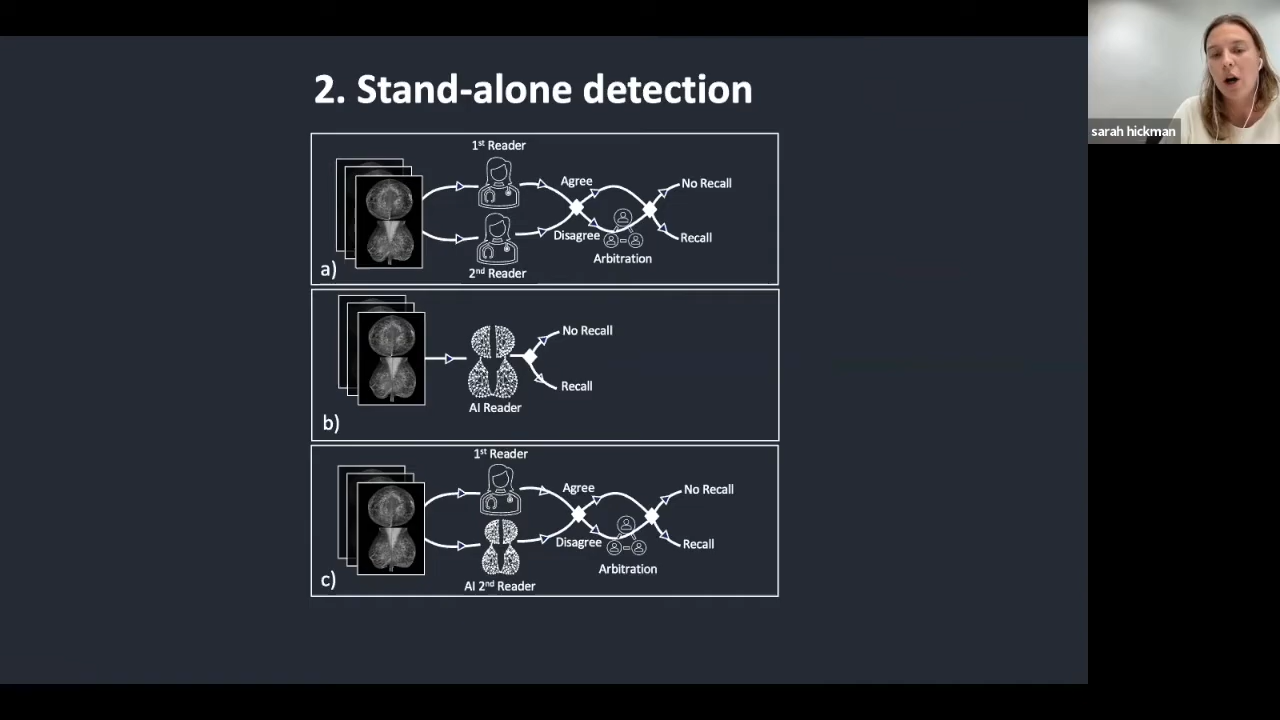 2. Stand-alone detection
1st Reader
Agree
No Recall
Disagree
Recall
Arbitration
2nd Reader
a)
No Recall
Recall
AI Reader
b)
1st Reader
Agree
No Recall
Disagree
Recall
Arbitration
AI 2nd Reader
c)
sarah hickman